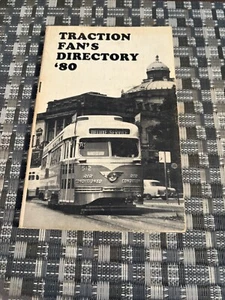 TRACTION
FAN'S
DIRECTORY
'80